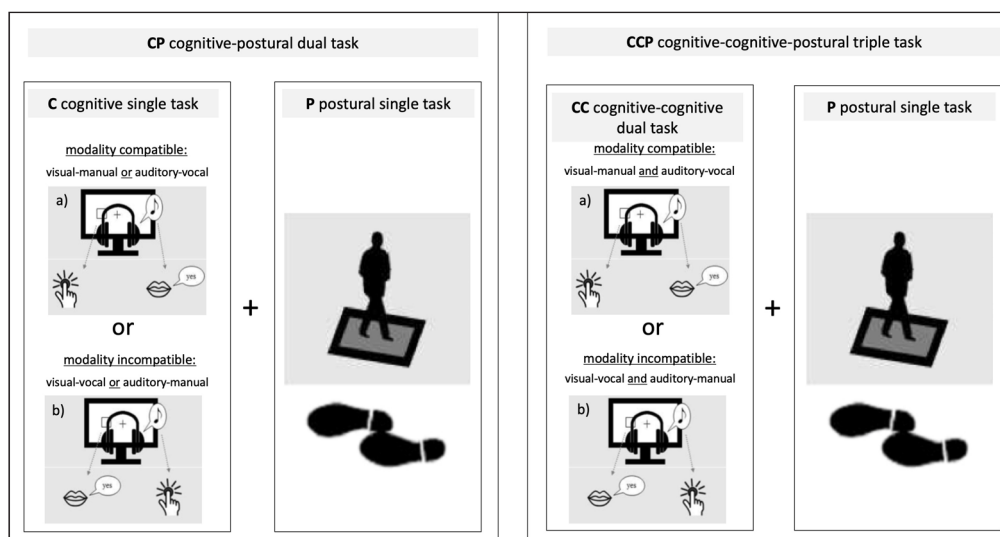 CP cognitive-postural dual task
C cognitive single task
modality compatible:
visual-manual or auditory-vocal
a)
yes
or
modality incompatible:
visual-vocal or auditory-manual
b)
yes
+
P postural single task
CCP cognitive-cognitive-postural triple task
CC cognitive-cognitive
dual task
modality compatible:
visual-manual and auditory-vocal
a)
yes
or
modality incompatible:
visual-vocal and auditory-manual
b)
yes
+
P postural single task